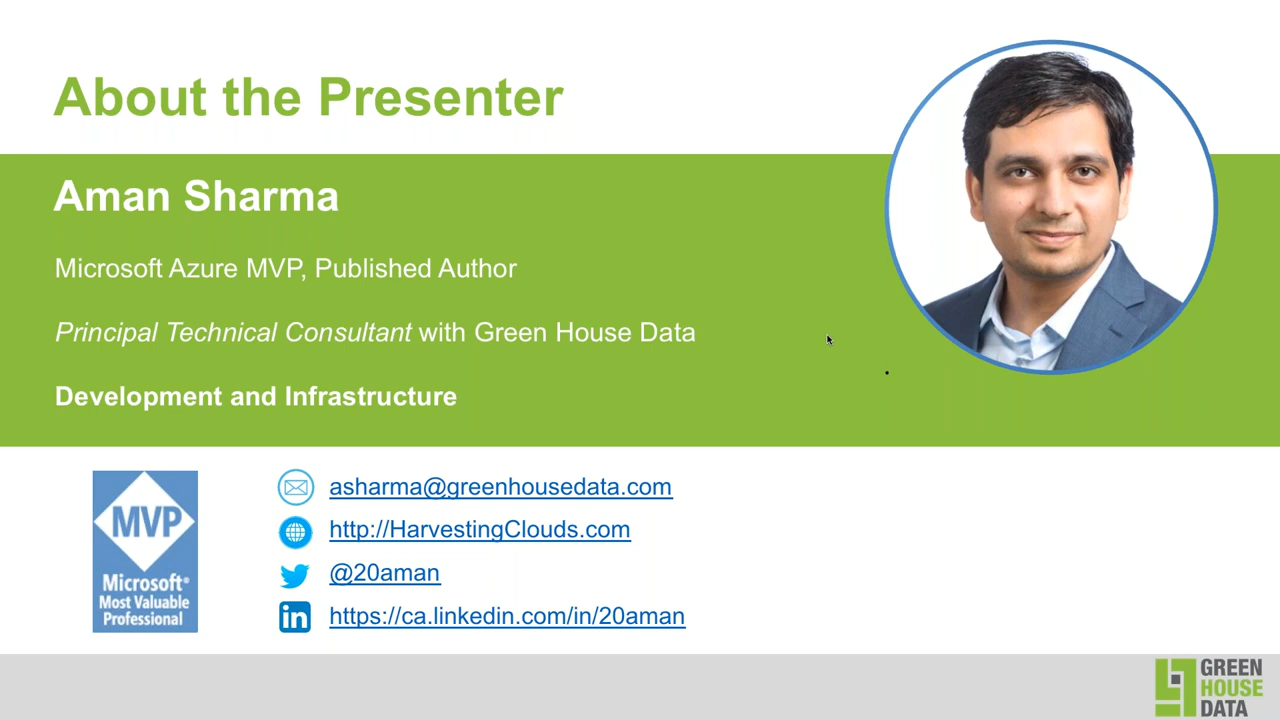 About the Presenter
Aman Sharma
Microsoft Azure MVP, Published Author
Principal Technical Consultant with Green House Data
Development and Infrastructure
MVP
Microsoft®
Most Valuable
Professional
asharma@greenhousedata.com
http://HarvestingClouds.com
@20aman
https://ca.linkedin.com/in/20aman
in
GREEN
HOUSE
DATA